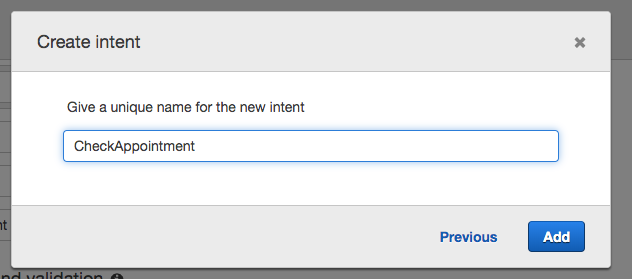 Create intent
Give a unique name for the new intent
CheckAppointment
nt
Previous
Add
nd validation